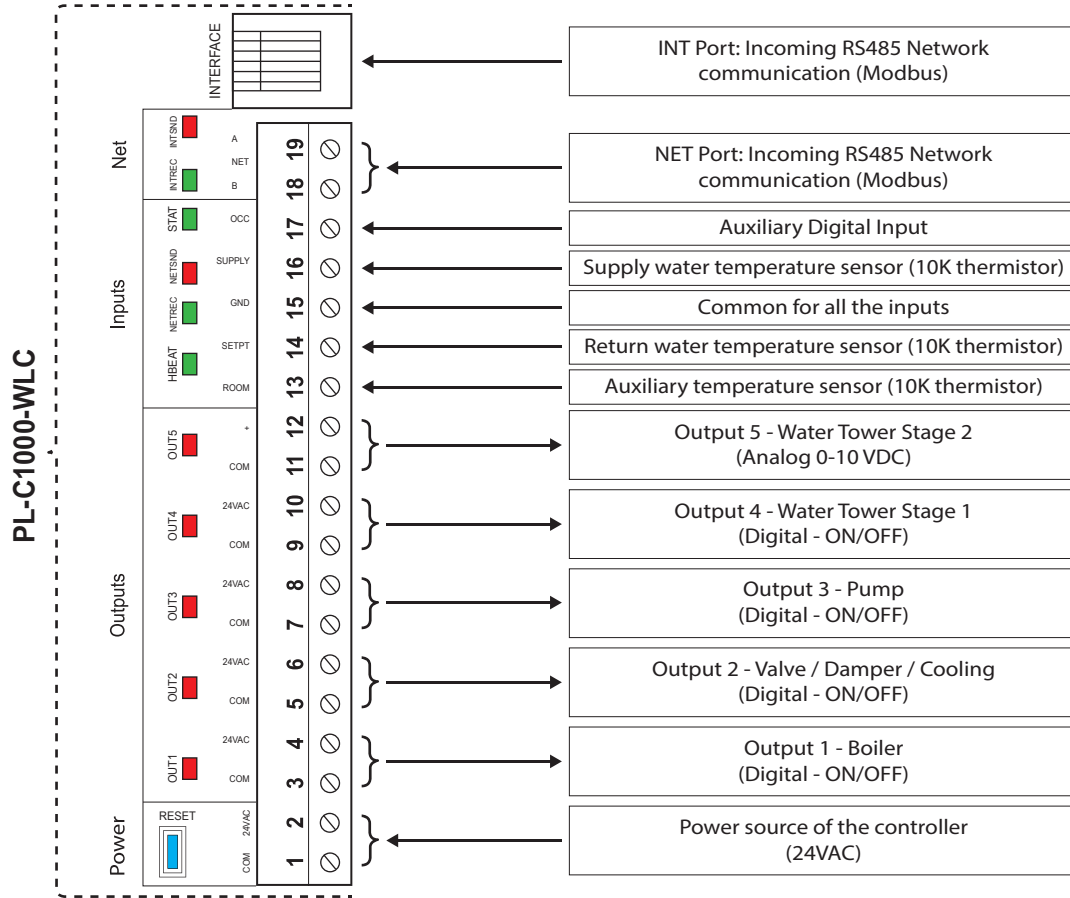 PL-C1000-WLC
INTERFACE
INT Port: Incoming RS485 Network
communication (Modbus)
Net
INTSND
INTREC
A
NET
B
19
18
NET Port: Incoming RS485 Network
communication (Modbus)
Inputs
STAT
NETSND
NETREC
HBEAT
OCC
17
Auxiliary Digital Input
SUPPLY
16
Supply water temperature sensor (10K thermistor)
GND
15
Common for all the inputs
SETPT
14
Return water temperature sensor (10K thermistor)
ROOM
13
Auxiliary temperature sensor (10K thermistor)
Outputs
OUT5
+
COM
12
11
Output 5 - Water Tower Stage 2
(Analog 0-10 VDC)
OUT4
24VAC
COM
10
9
Output 4 - Water Tower Stage 1
(Digital - ON/OFF)
OUT3
24VAC
COM
8
7
Output 3 - Pump
(Digital - ON/OFF)
OUT2
24VAC
COM
6
5
Output 2 - Valve / Damper / Cooling
(Digital - ON/OFF)
OUT1
24VAC
COM
4
3
Output 1 - Boiler
(Digital - ON/OFF)
Power
RESET
24VAC
COM
2
1
Power source of the controller
(24VAC)